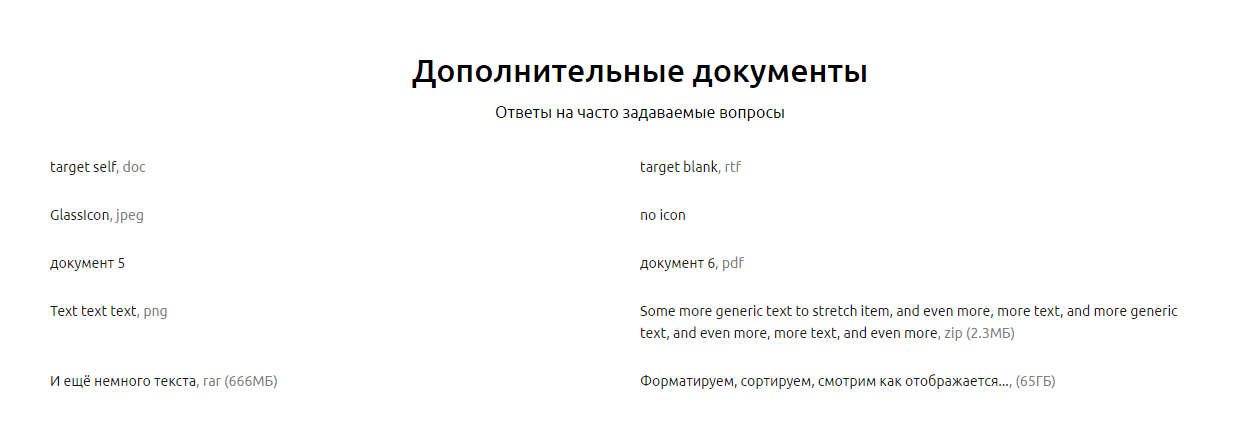 Дополнительные документы
Ответы на часто задаваемые вопросы
target self, doc
target blank, rtf
GlassIcon, jpeg
no icon
документ 5
документ 6, pdf
Text text text, png
Some more generic text to stretch item, and even more, more text, and more generic
text, and even more, more text, and even more, zip (2.3МБ)
И ещё немного текста, rar (666МБ)
Форматируем, сортируем, смотрим как отображается..., (65ГБ)